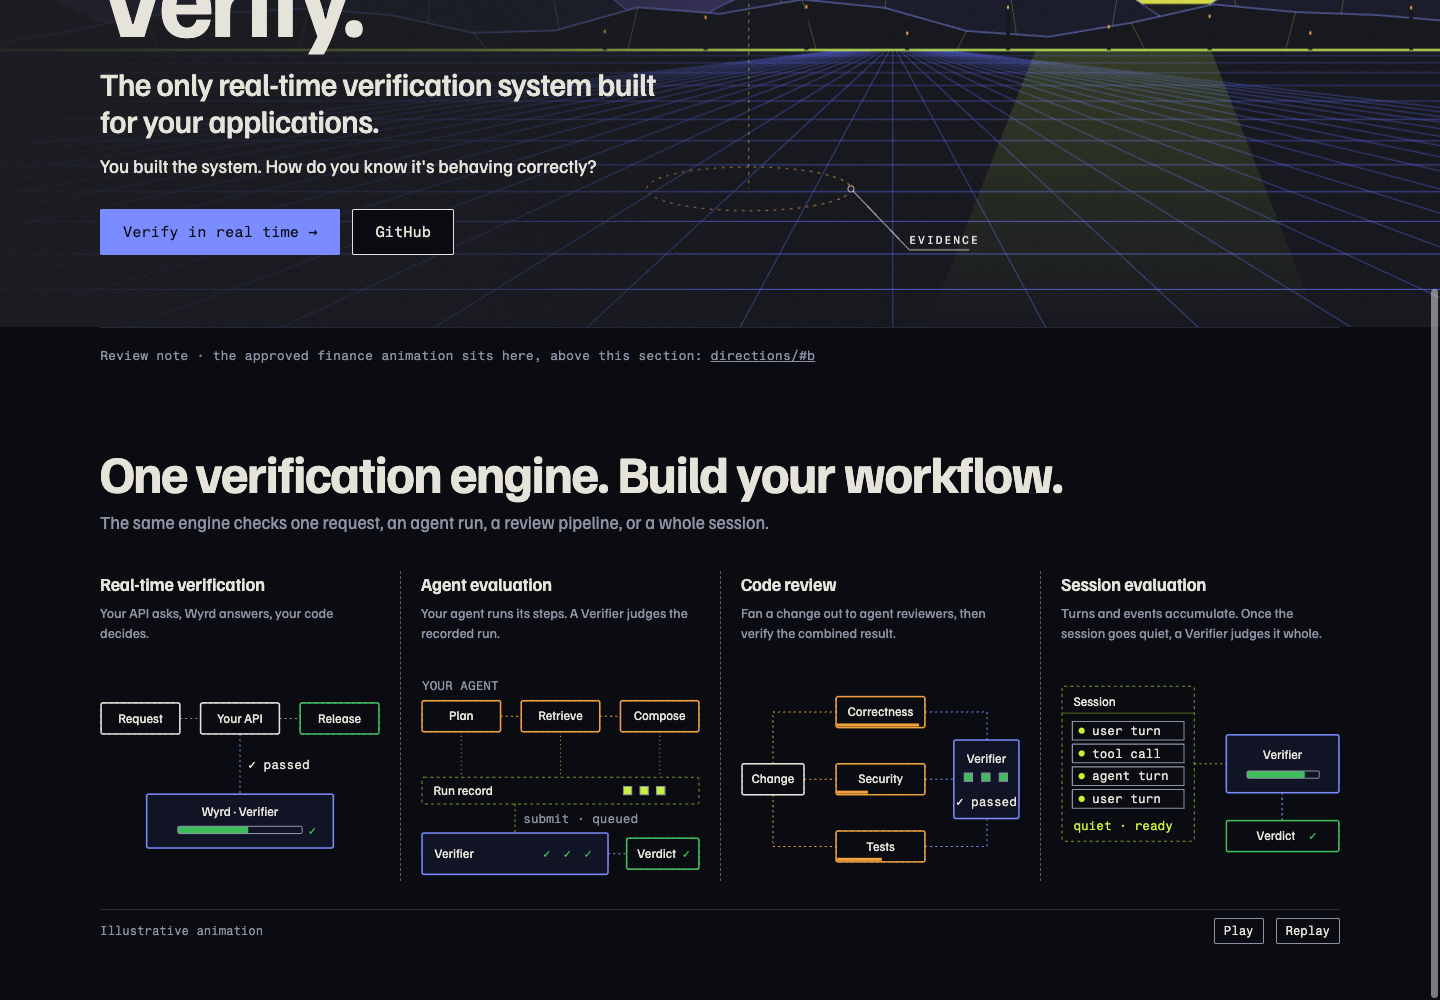 verify.
The only real-time verification system built
for your applications.
You built the system. How do you know it's behaving correctly?
Verify in real time →
GitHub
EVIDENCE
Review note · the approved finance animation sits here, above this section: directions/#b
One verification engine. Build your workflow.
The same engine checks one request, an agent run, a review pipeline, or a whole session.
Real-time verification
Your API asks, Wyrd answers, your code
decides.
Request
Your API
Release
✓ passed
Wyrd · Verifier
✓
Agent evaluation
Your agent runs its steps. A Verifier judges the
recorded run.
YOUR AGENT
Plan
Retrieve
Compose
Run record
submit · queued
Verifier
✓ ✓ ✓
Verdict ✓
Code review
Fan a change out to agent reviewers, then
verify the combined result.
Correctness
Change
Security
Tests
Verifier
✓ passed
Session evaluation
Turns and events accumulate. Once the
session goes quiet, a Verifier judges it whole.
Session
user turn
tool call
agent turn
user turn
quiet · ready
Verifier
Verdict ✓
Illustrative animation
Play
Replay